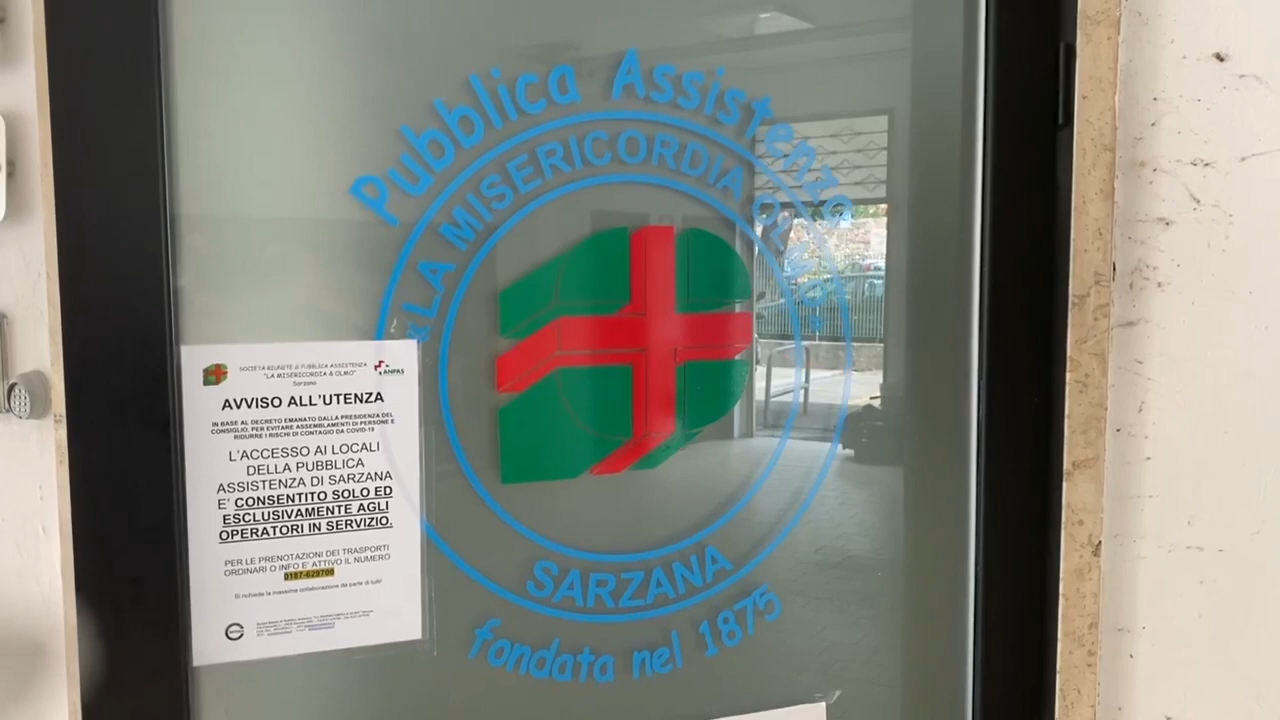 Pubblica Assistenza
"LA MISERICORDIA & OLMO"
SARZANA
fondata nel 1875
SOCIETÀ RIUNITE di PUBBLICA ASSISTENZA
"LA MISERICORDIA & OLMO"
Sarzana
ANPAS
AVVISO ALL'UTENZA
IN BASE AL DECRETO EMANATO DALLA PRESIDENZA DEL
CONSIGLIO, PER EVITARE ASSEMBLAMENTI DI PERSONE E
RIDURRE I RISCHI DI CONTAGIO DA COVID-19
L'ACCESSO AI LOCALI
DELLA PUBBLICA
ASSISTENZA DI SARZANA
E' CONSENTITO SOLO ED
ESCLUSIVAMENTE AGLI
OPERATORI IN SERVIZIO.
PER LE PRENOTAZIONI DEI TRASPORTI
ORDINARI O INFO E' ATTIVO IL NUMERO
0187-629700
Si richiede la massima collaborazione da parte di tutti!